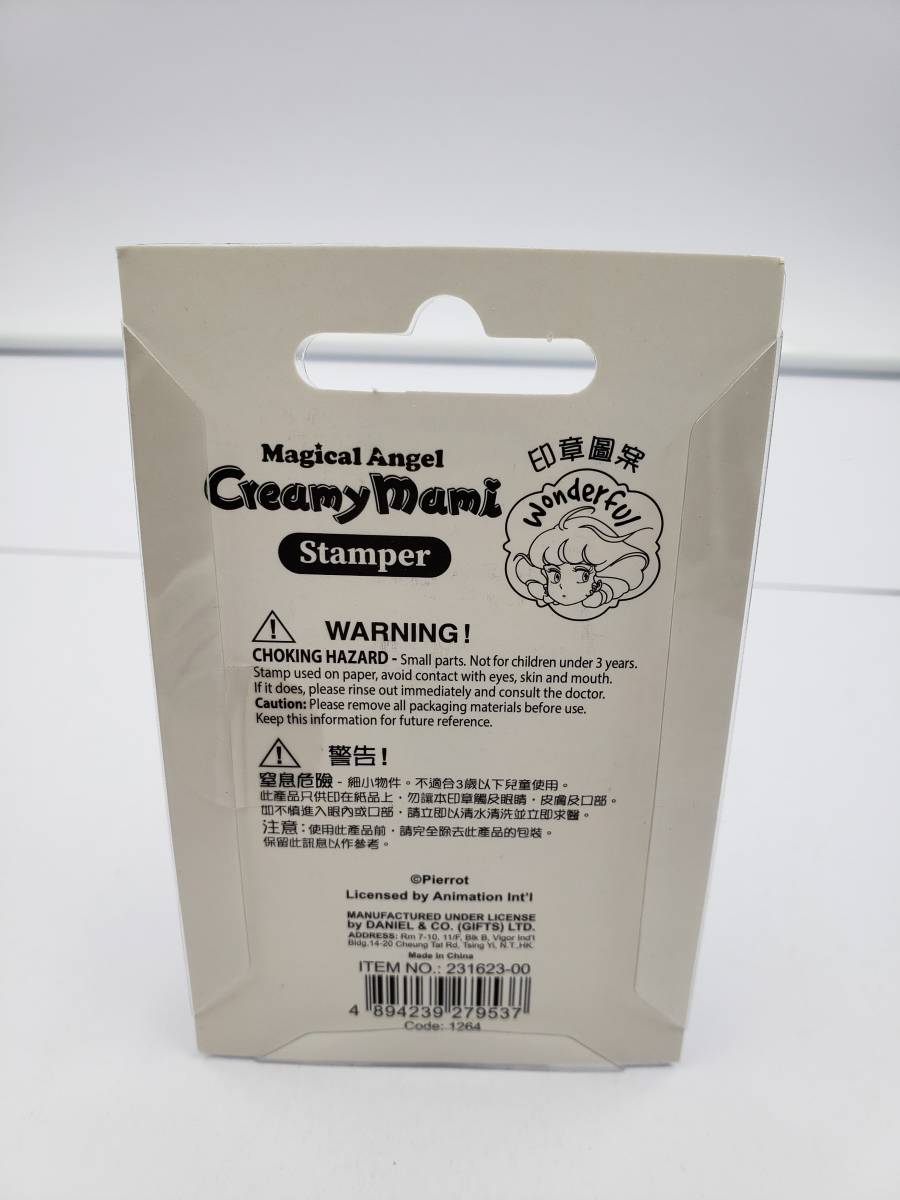 Magical Angel
Creamy Mami
Stamper
印章圖案
Wonderful
WARNING!
CHOKING HAZARD - Small parts. Not for children under 3 years.
Stamp used on paper, avoid contact with eyes, skin and mouth.
If it does, please rinse out immediately and consult the doctor.
Caution: Please remove all packaging materials before use.
Keep this information for future reference.
警告!
窒息危險 - 細小物件。不適合3歲以下兒童使用。
此產品只供印在紙品上,勿讓本印章觸及眼睛,皮膚及口部。
如不慎進入眼內或口部,請立即以清水清洗並立即求醫。
注意:使用此產品前,請完全除去此產品的包裝。
保留此訊息以作參考。
©Pierrot
Licensed by Animation Int'l
MANUFACTURED UNDER LICENSE
by DANIEL & CO. (GIFTS) LTD.
ADDRESS: Rm 7-10, 11/F, Blk B, Vigor Ind'l
Bldg.14-20 Cheung Tat Rd, Tsing Yi, N.T.,HK
Made in China
ITEM NO.: 231623-00
4 894239 279537
Code: 1264